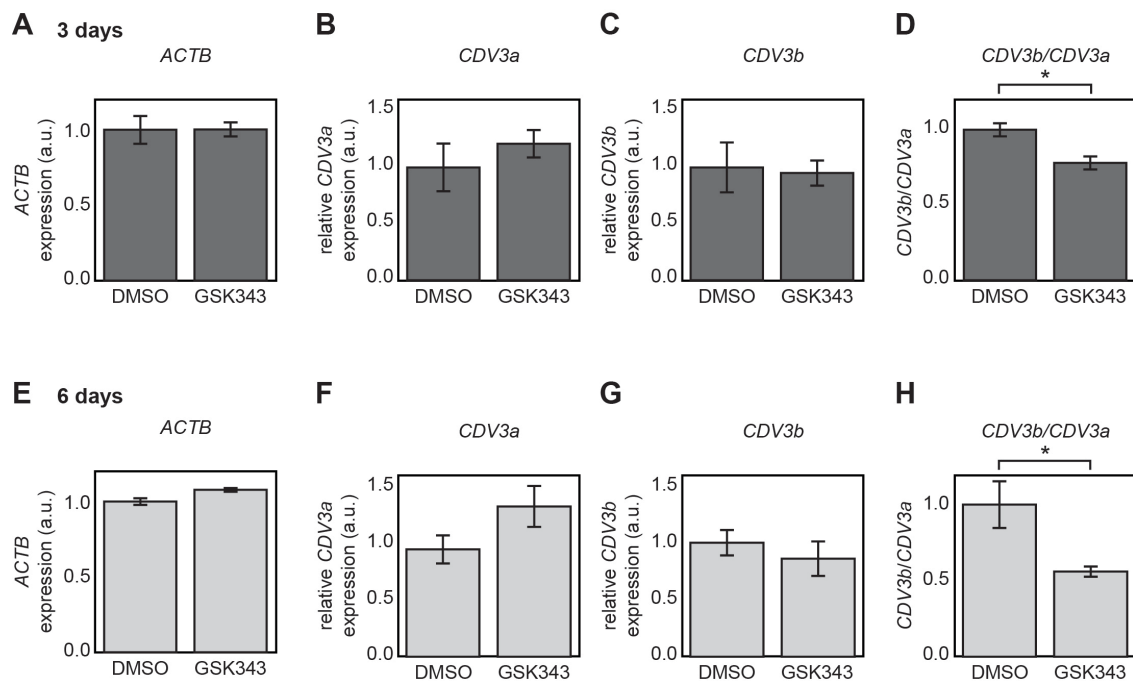 A 3 days
ACTB
ACTB
expression (a.u.)
1.0
0.5
0.0
DMSO GSK343
B
CDV3a
relative CDV3a
expression (a.u.)
1.5
1.0
0.5
0.0
DMSO GSK343
C
CDV3b
relative CDV3b
expression (a.u.)
1.5
1.0
0.5
0.0
DMSO GSK343
D
CDV3b/CDV3a
*
CDV3b/CDV3a
1.0
0.5
0.0
DMSO GSK343
E 6 days
ACTB
ACTB
expression (a.u.)
1.0
0.5
0.0
DMSO GSK343
F
CDV3a
relative CDV3a
expression (a.u.)
1.5
1.0
0.5
0.0
DMSO GSK343
G
CDV3b
relative CDV3b
expression (a.u.)
1.5
1.0
0.5
0.0
DMSO GSK343
H
CDV3b/CDV3a
*
CDV3b/CDV3a
1.0
0.5
0.0
DMSO GSK343